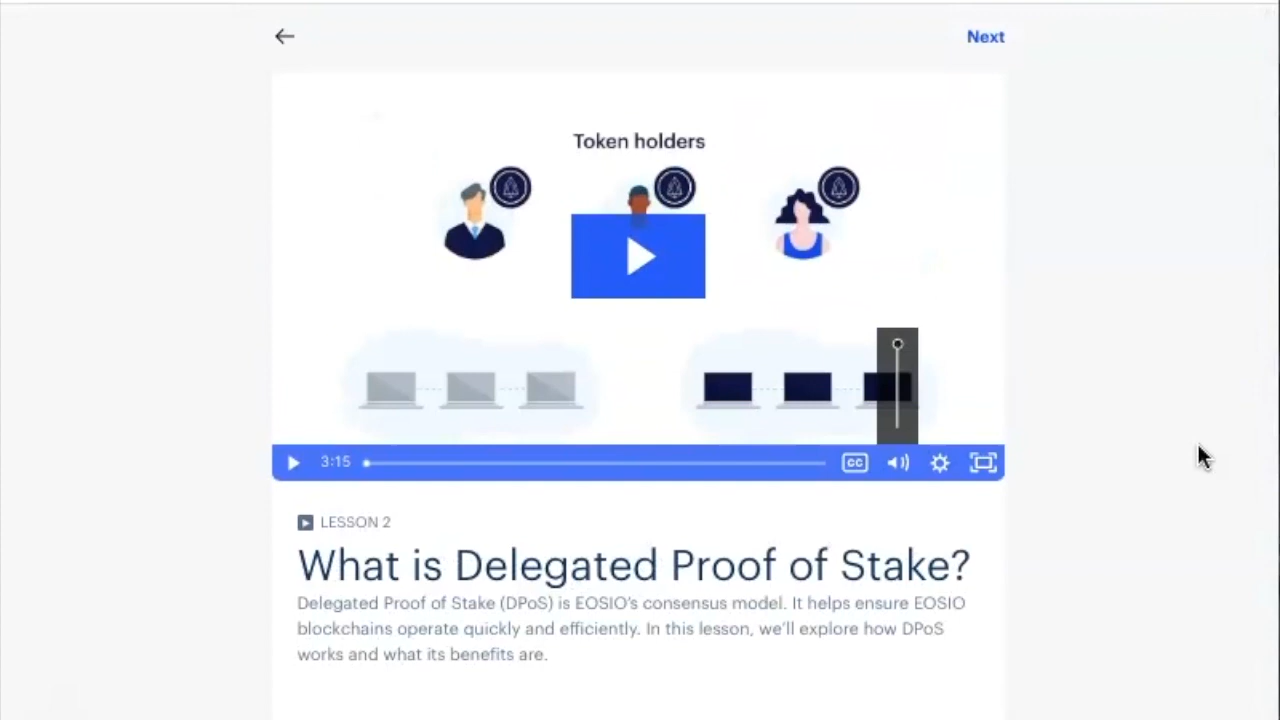 Next
Token holders
3:15
CC
LESSON 2
What is Delegated Proof of Stake?
Delegated Proof of Stake (DPoS) is EOSIO's consensus model. It helps ensure EOSIO
blockchains operate quickly and efficiently. In this lesson, we'll explore how DPoS
works and what its benefits are.